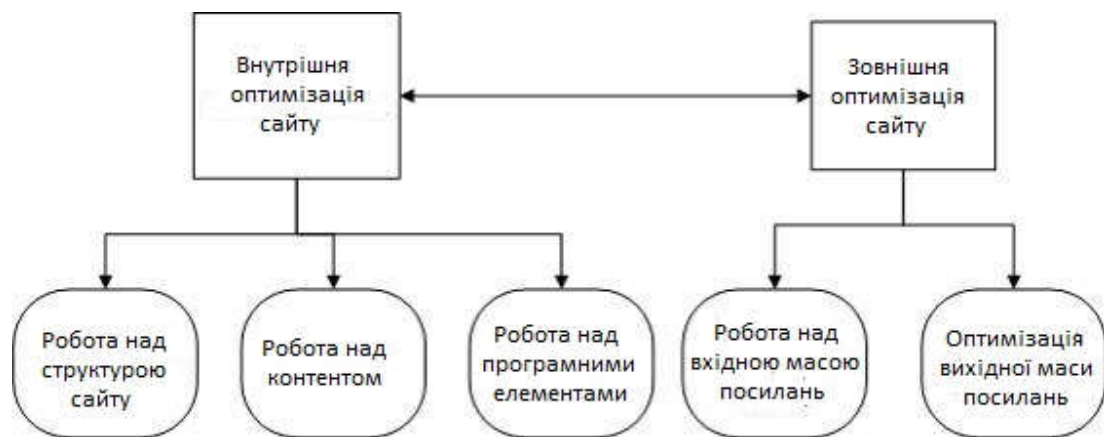 Внутрішня
оптимізація
сайту
Зовнішня
оптимізація
сайту
Робота над
структурою
сайту
Робота над
контентом
Робота над
програмними
елементами
Робота над
вхідною масою
посилань
Оптимізація
вихідної маси
посилань